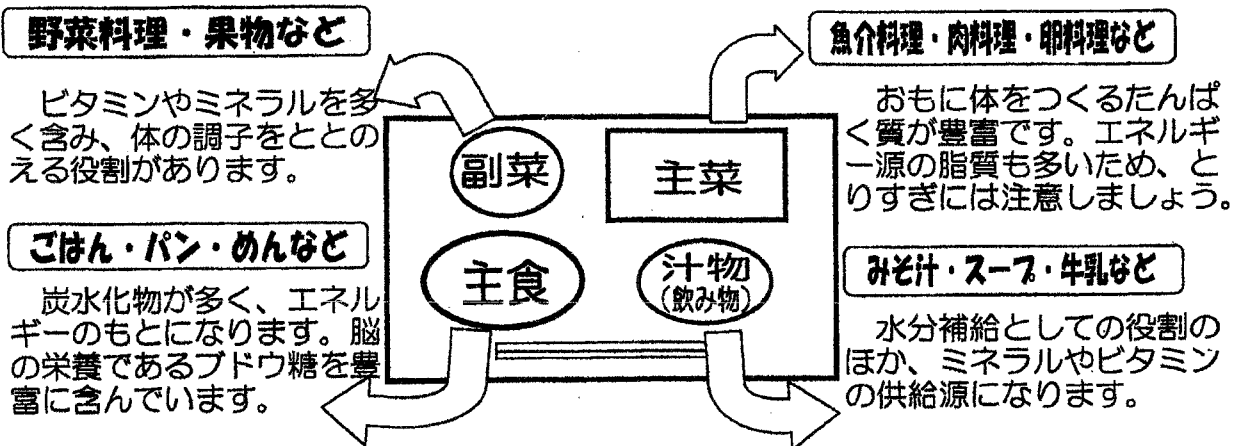 野菜料理・果物など
ビタミンやミネラルを多
く含み、体の調子をととの
える役割があります。
魚介料理・肉料理・卵料理など
おもに体をつくるたんぱ
く質が豊富です。エネルギ
ー源の脂質も多いため、と
りすぎには注意しましょう。
副菜
主菜
主食
汁物
(飲み物)
ごはん・パン・めんなど
炭水化物が多く、エネル
ギーのもとになります。脳
の栄養であるブドウ糖を豊
富に含んでいます。
みそ汁・スープ・牛乳など
水分補給としての役割の
ほか、ミネラルやビタミン
の供給源になります。